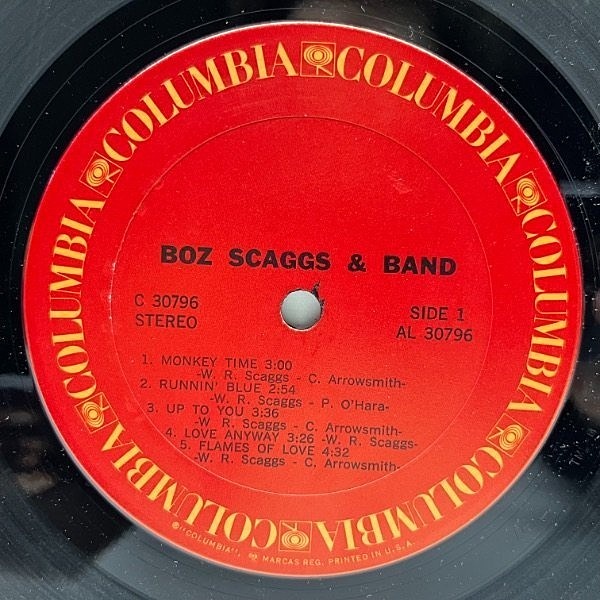 COLUMBIA COLUMBIA COLUMBIA COLUMBIA COLUMBIA COLUMBIA
BOZ SCAGGS & BAND
C 30796
STEREO
SIDE 1
AL 30796
1. MONKEY TIME 3:00
-W. R. Scaggs - C. Arrowsmith-
2. RUNNIN' BLUE 2:54
-W. R. Scaggs - P. O'Hara-
3. UP TO YOU 3:36
-W. R. Scaggs - C. Arrowsmith-
4. LOVE ANYWAY 3:26 -W. R. Scaggs-
5. FLAMES OF LOVE 4:32
-W. R. Scaggs - C. Arrowsmith-
®"COLUMBIA", MARCAS REG. PRINTED IN U.S.A.